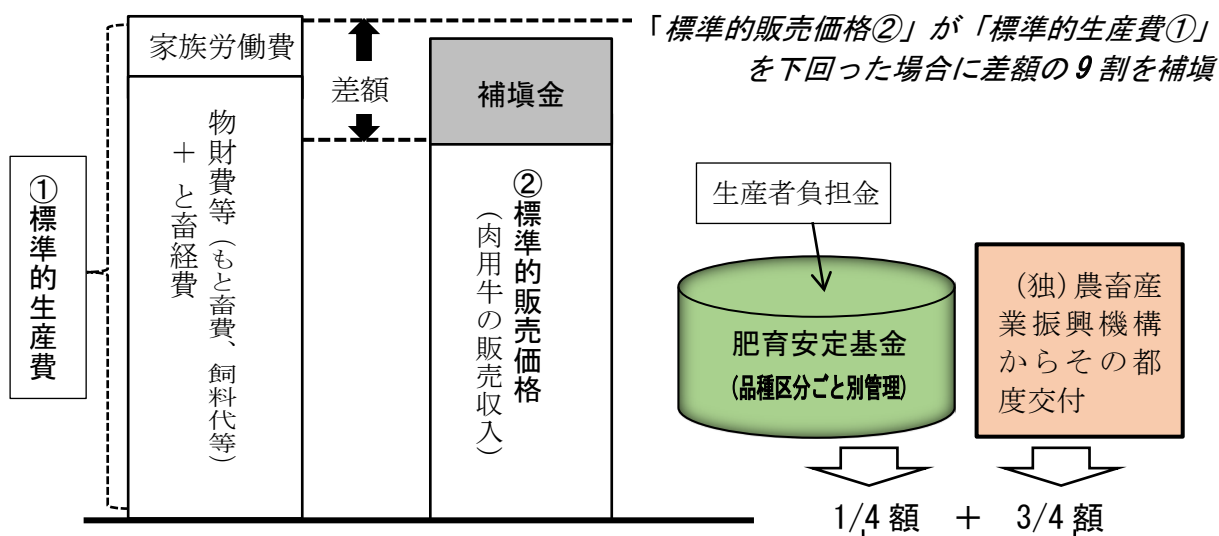 「標準的販売価格②」が「標準的生産費①」
を下回った場合に差額の9割を補塡
家族労働費
差額
補塡金
①標準的生産費
物財費等（もと畜費、飼料代等）
＋ と畜経費
②標準的販売価格
（肉用牛の販売収入）
生産者負担金
肥育安定基金
(品種区分ごと別管理)
（独）農畜産
業振興機構
からその都
度交付
1/4額 ＋ 3/4額